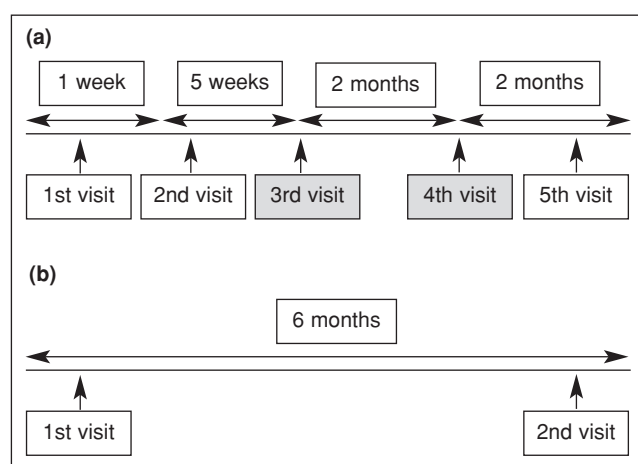 (a)
1 week 5 weeks 2 months 2 months
1st visit 2nd visit 3rd visit 4th visit 5th visit
(b)
6 months
1st visit 2nd visit